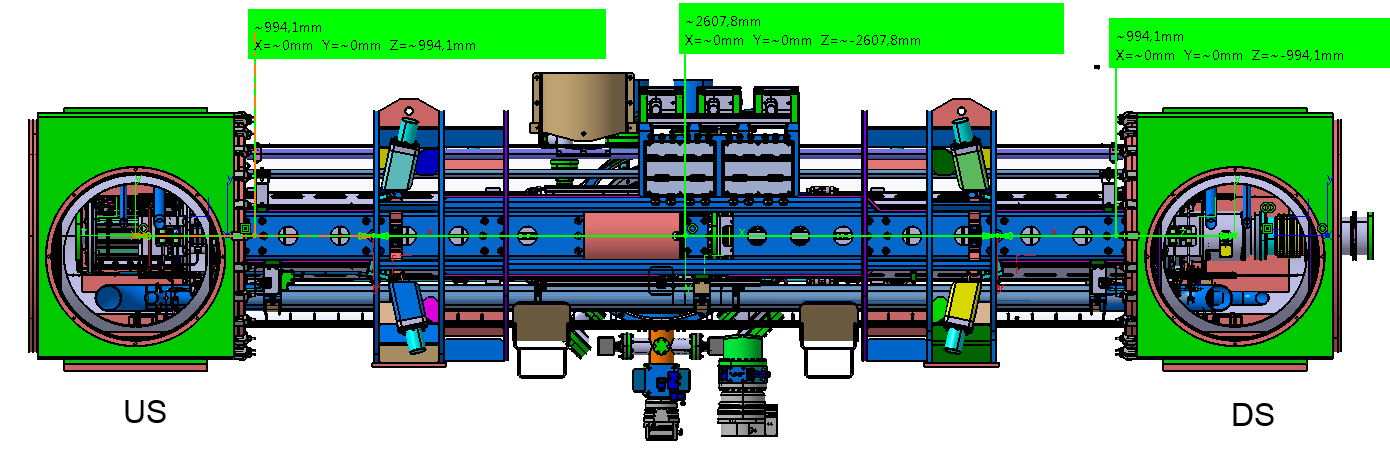 ~994,1mm
X=~0mm Y=~0mm Z=~994,1mm
~2607,8mm
X=~0mm Y=~0mm Z=~-2607,8mm
~994,1mm
X=~0mm Y=~0mm Z=~-994,1mm
US
DS